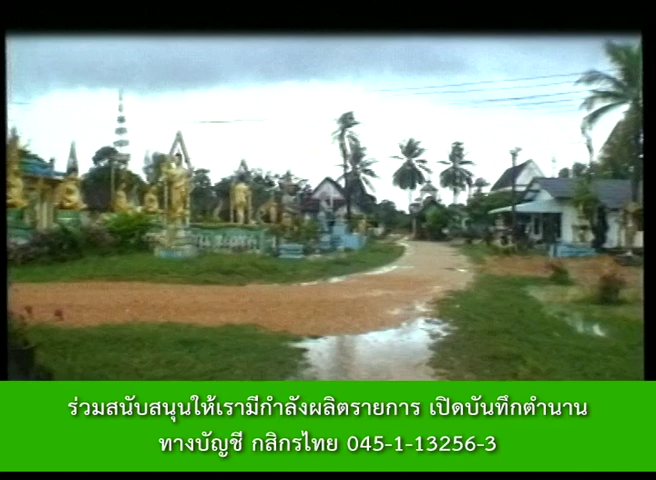 ร่วมสนับสนุนให้เรามีกำลังผลิตรายการ เปิดบันทึกตำนาน
ทางบัญชี กสิกรไทย 045-1-13256-3